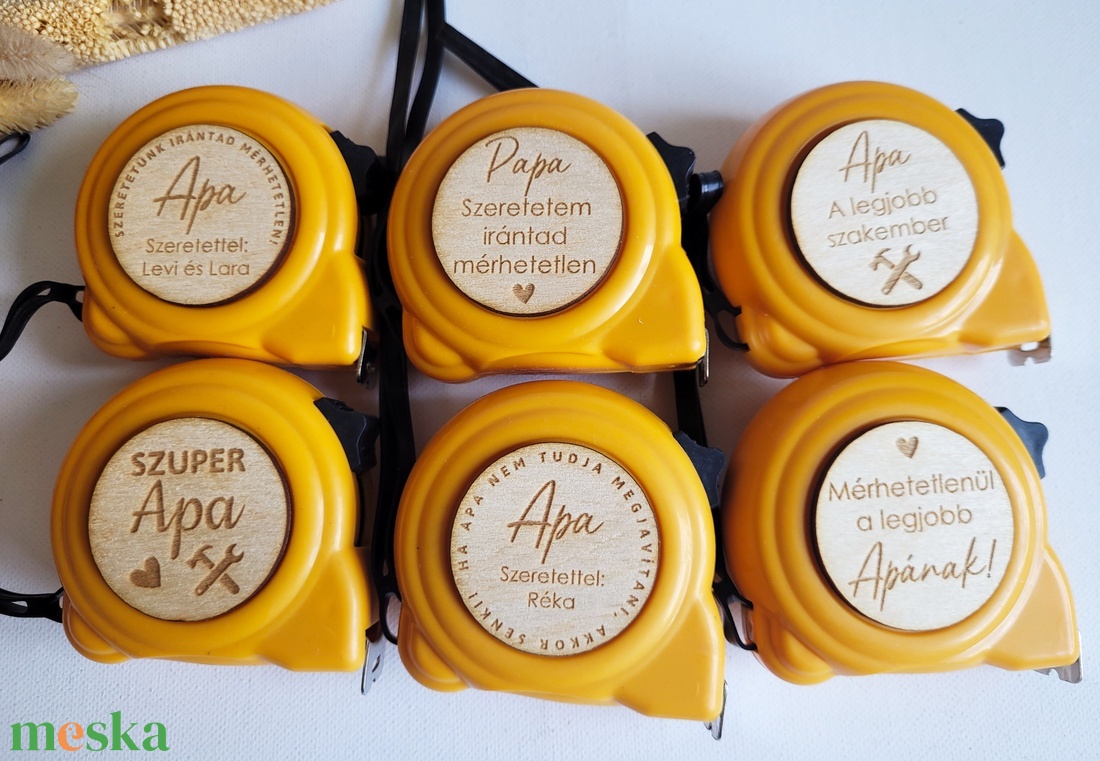 SZERETETÜNK IRÁNTAD MÉRHETETLEN!
Apa
Szeretettel:
Levi és Lara
Papa
Szeretetem
irántad
mérhetetlen
Apa
A legjobb
szakember
SZUPER
Apa
HA APA NEM TUDJA MEGJAVÍTANI, AKKOR SENKI!
Apa
Szeretettel:
Réka
Mérhetetlenül
a legjobb
Apának!
meska